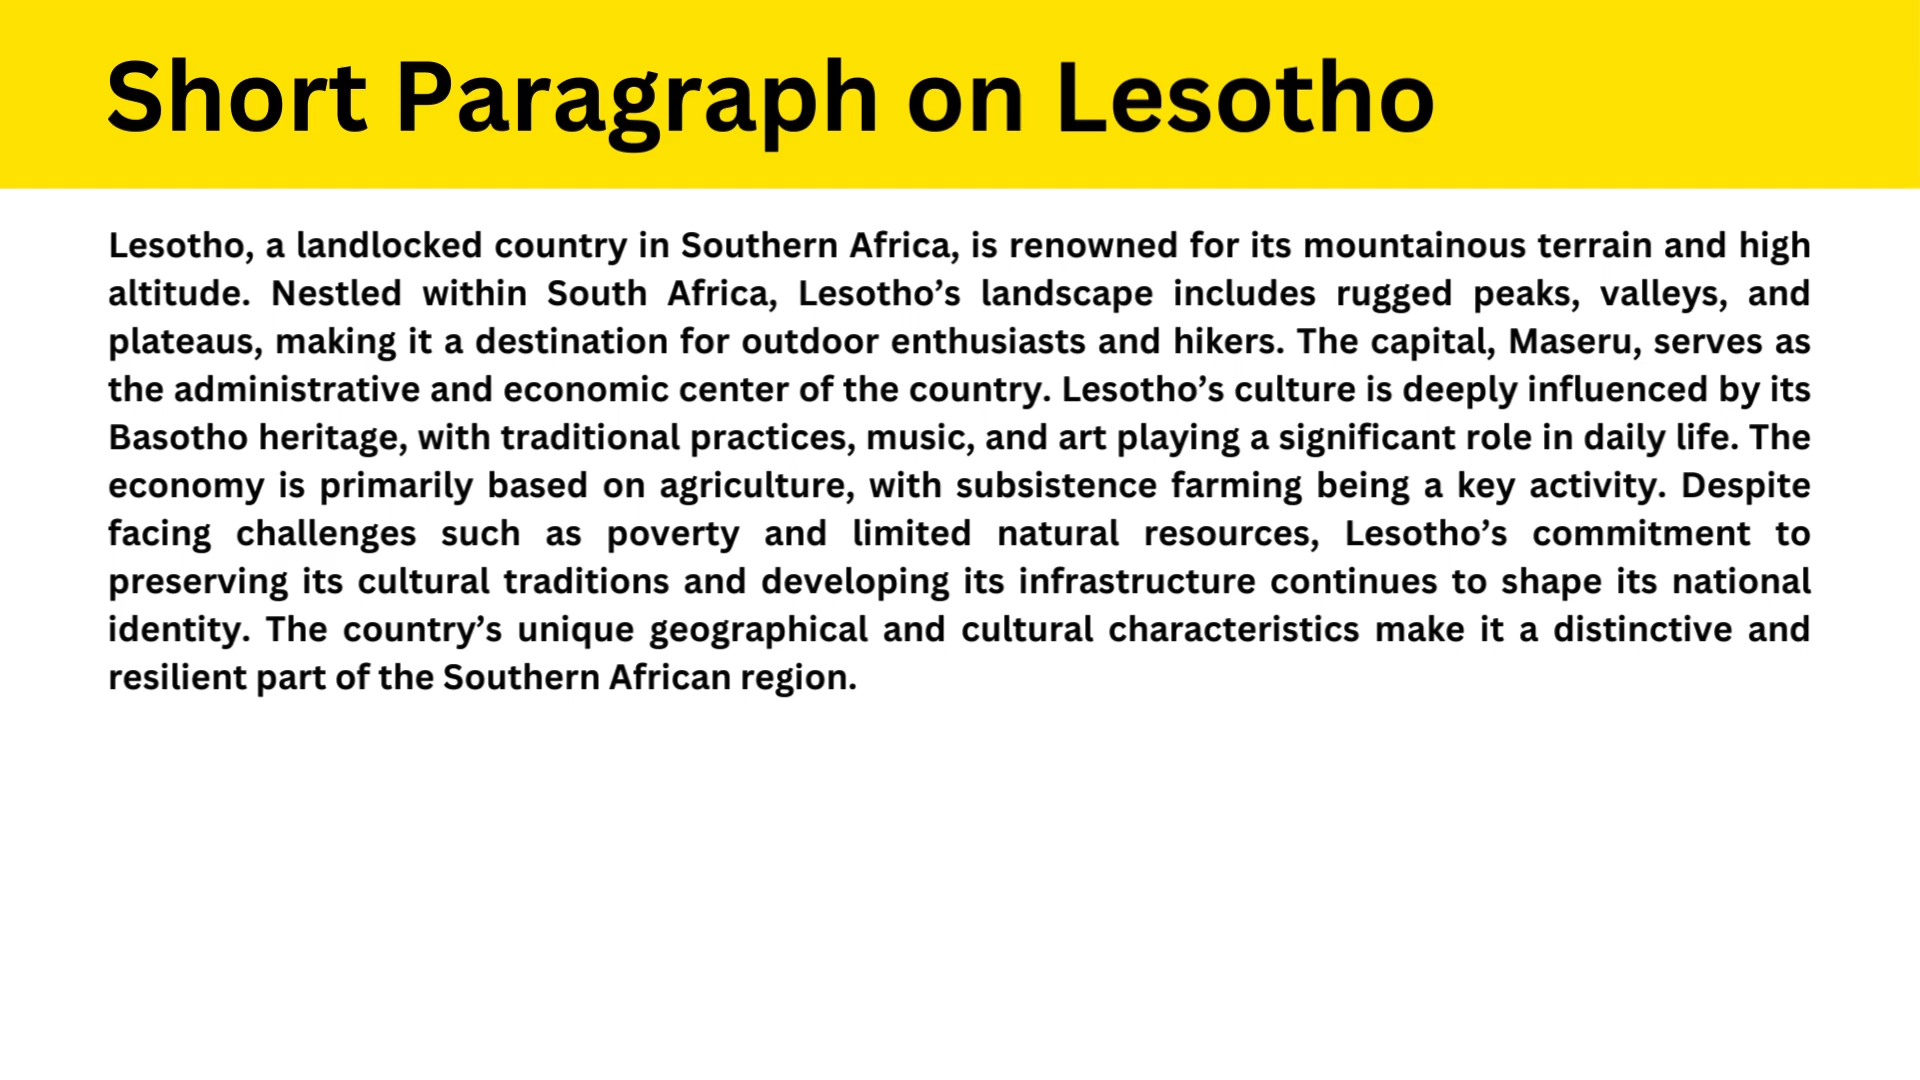 Short Paragraph on Lesotho
Lesotho, a landlocked country in Southern Africa, is renowned for its mountainous terrain and high
altitude. Nestled within South Africa, Lesotho’s landscape includes rugged peaks, valleys, and
plateaus, making it a destination for outdoor enthusiasts and hikers. The capital, Maseru, serves as
the administrative and economic center of the country. Lesotho’s culture is deeply influenced by its
Basotho heritage, with traditional practices, music, and art playing a significant role in daily life. The
economy is primarily based on agriculture, with subsistence farming being a key activity. Despite
facing challenges such as poverty and limited natural resources, Lesotho’s commitment to
preserving its cultural traditions and developing its infrastructure continues to shape its national
identity. The country’s unique geographical and cultural characteristics make it a distinctive and
resilient part of the Southern African region.